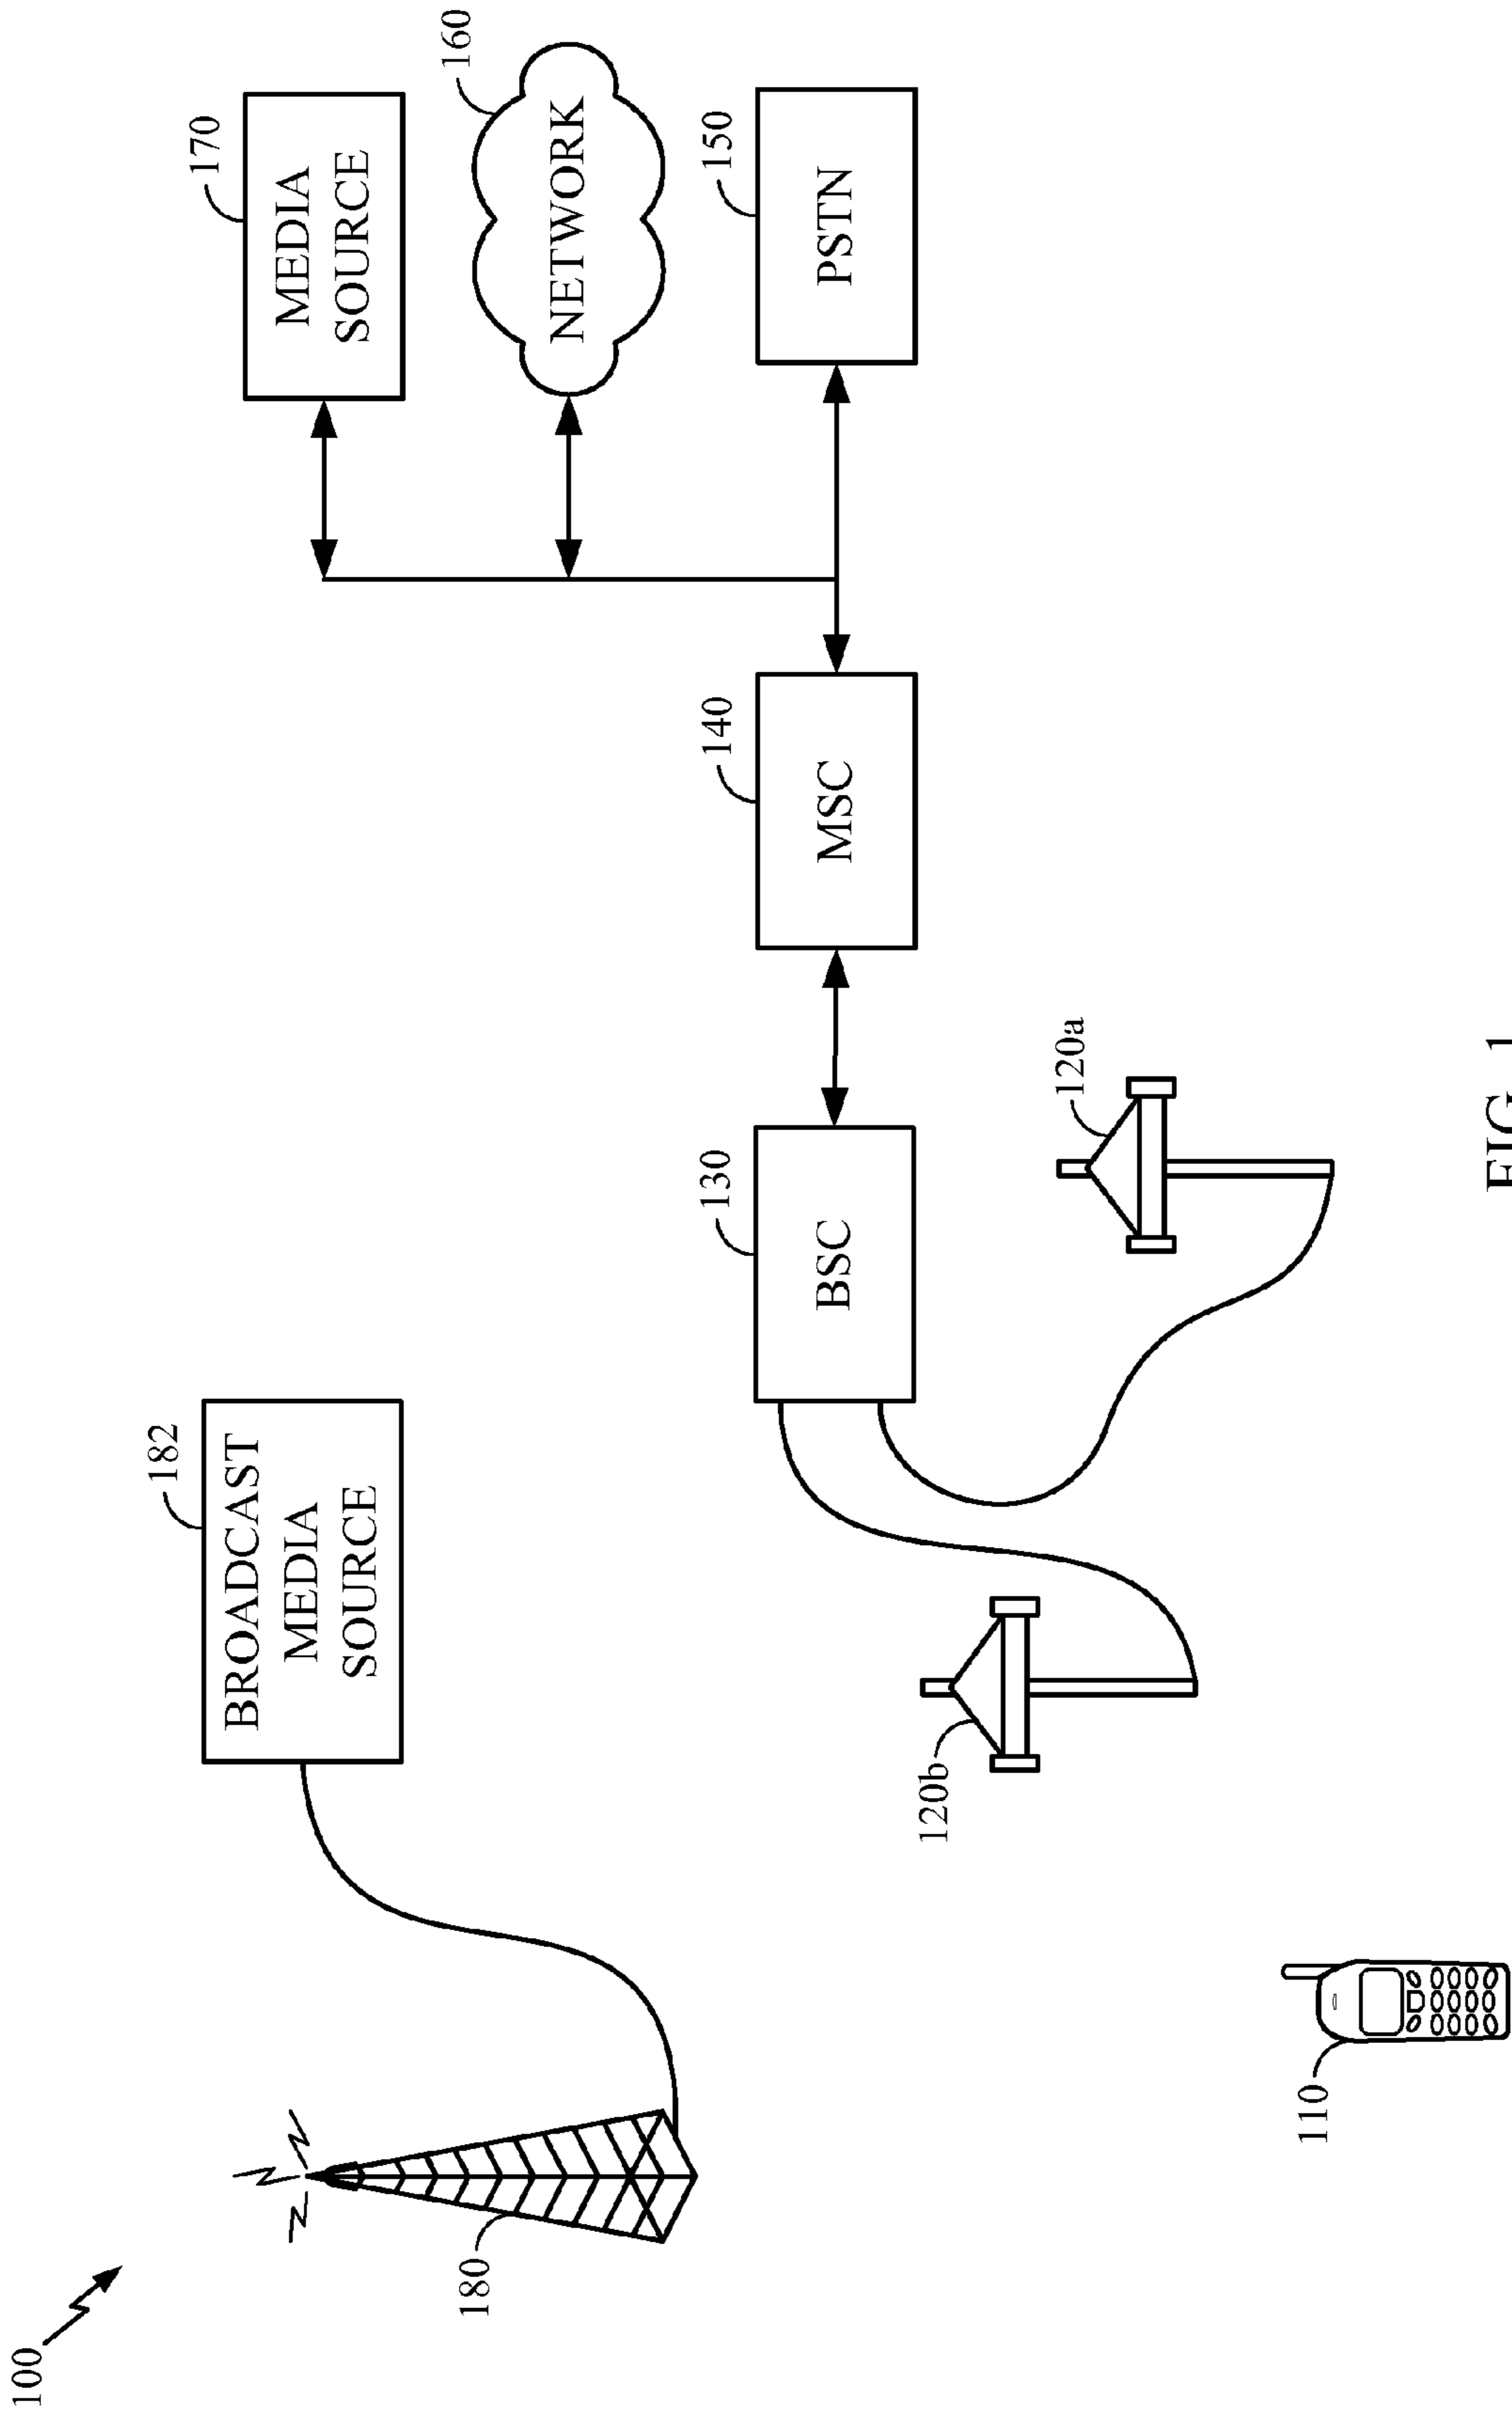 100
180
BROADCAST
MEDIA
SOURCE
182
110
120b
120a
BSC
130
MSC
140
MEDIA
SOURCE
170
NETWORK
160
PSTN
150